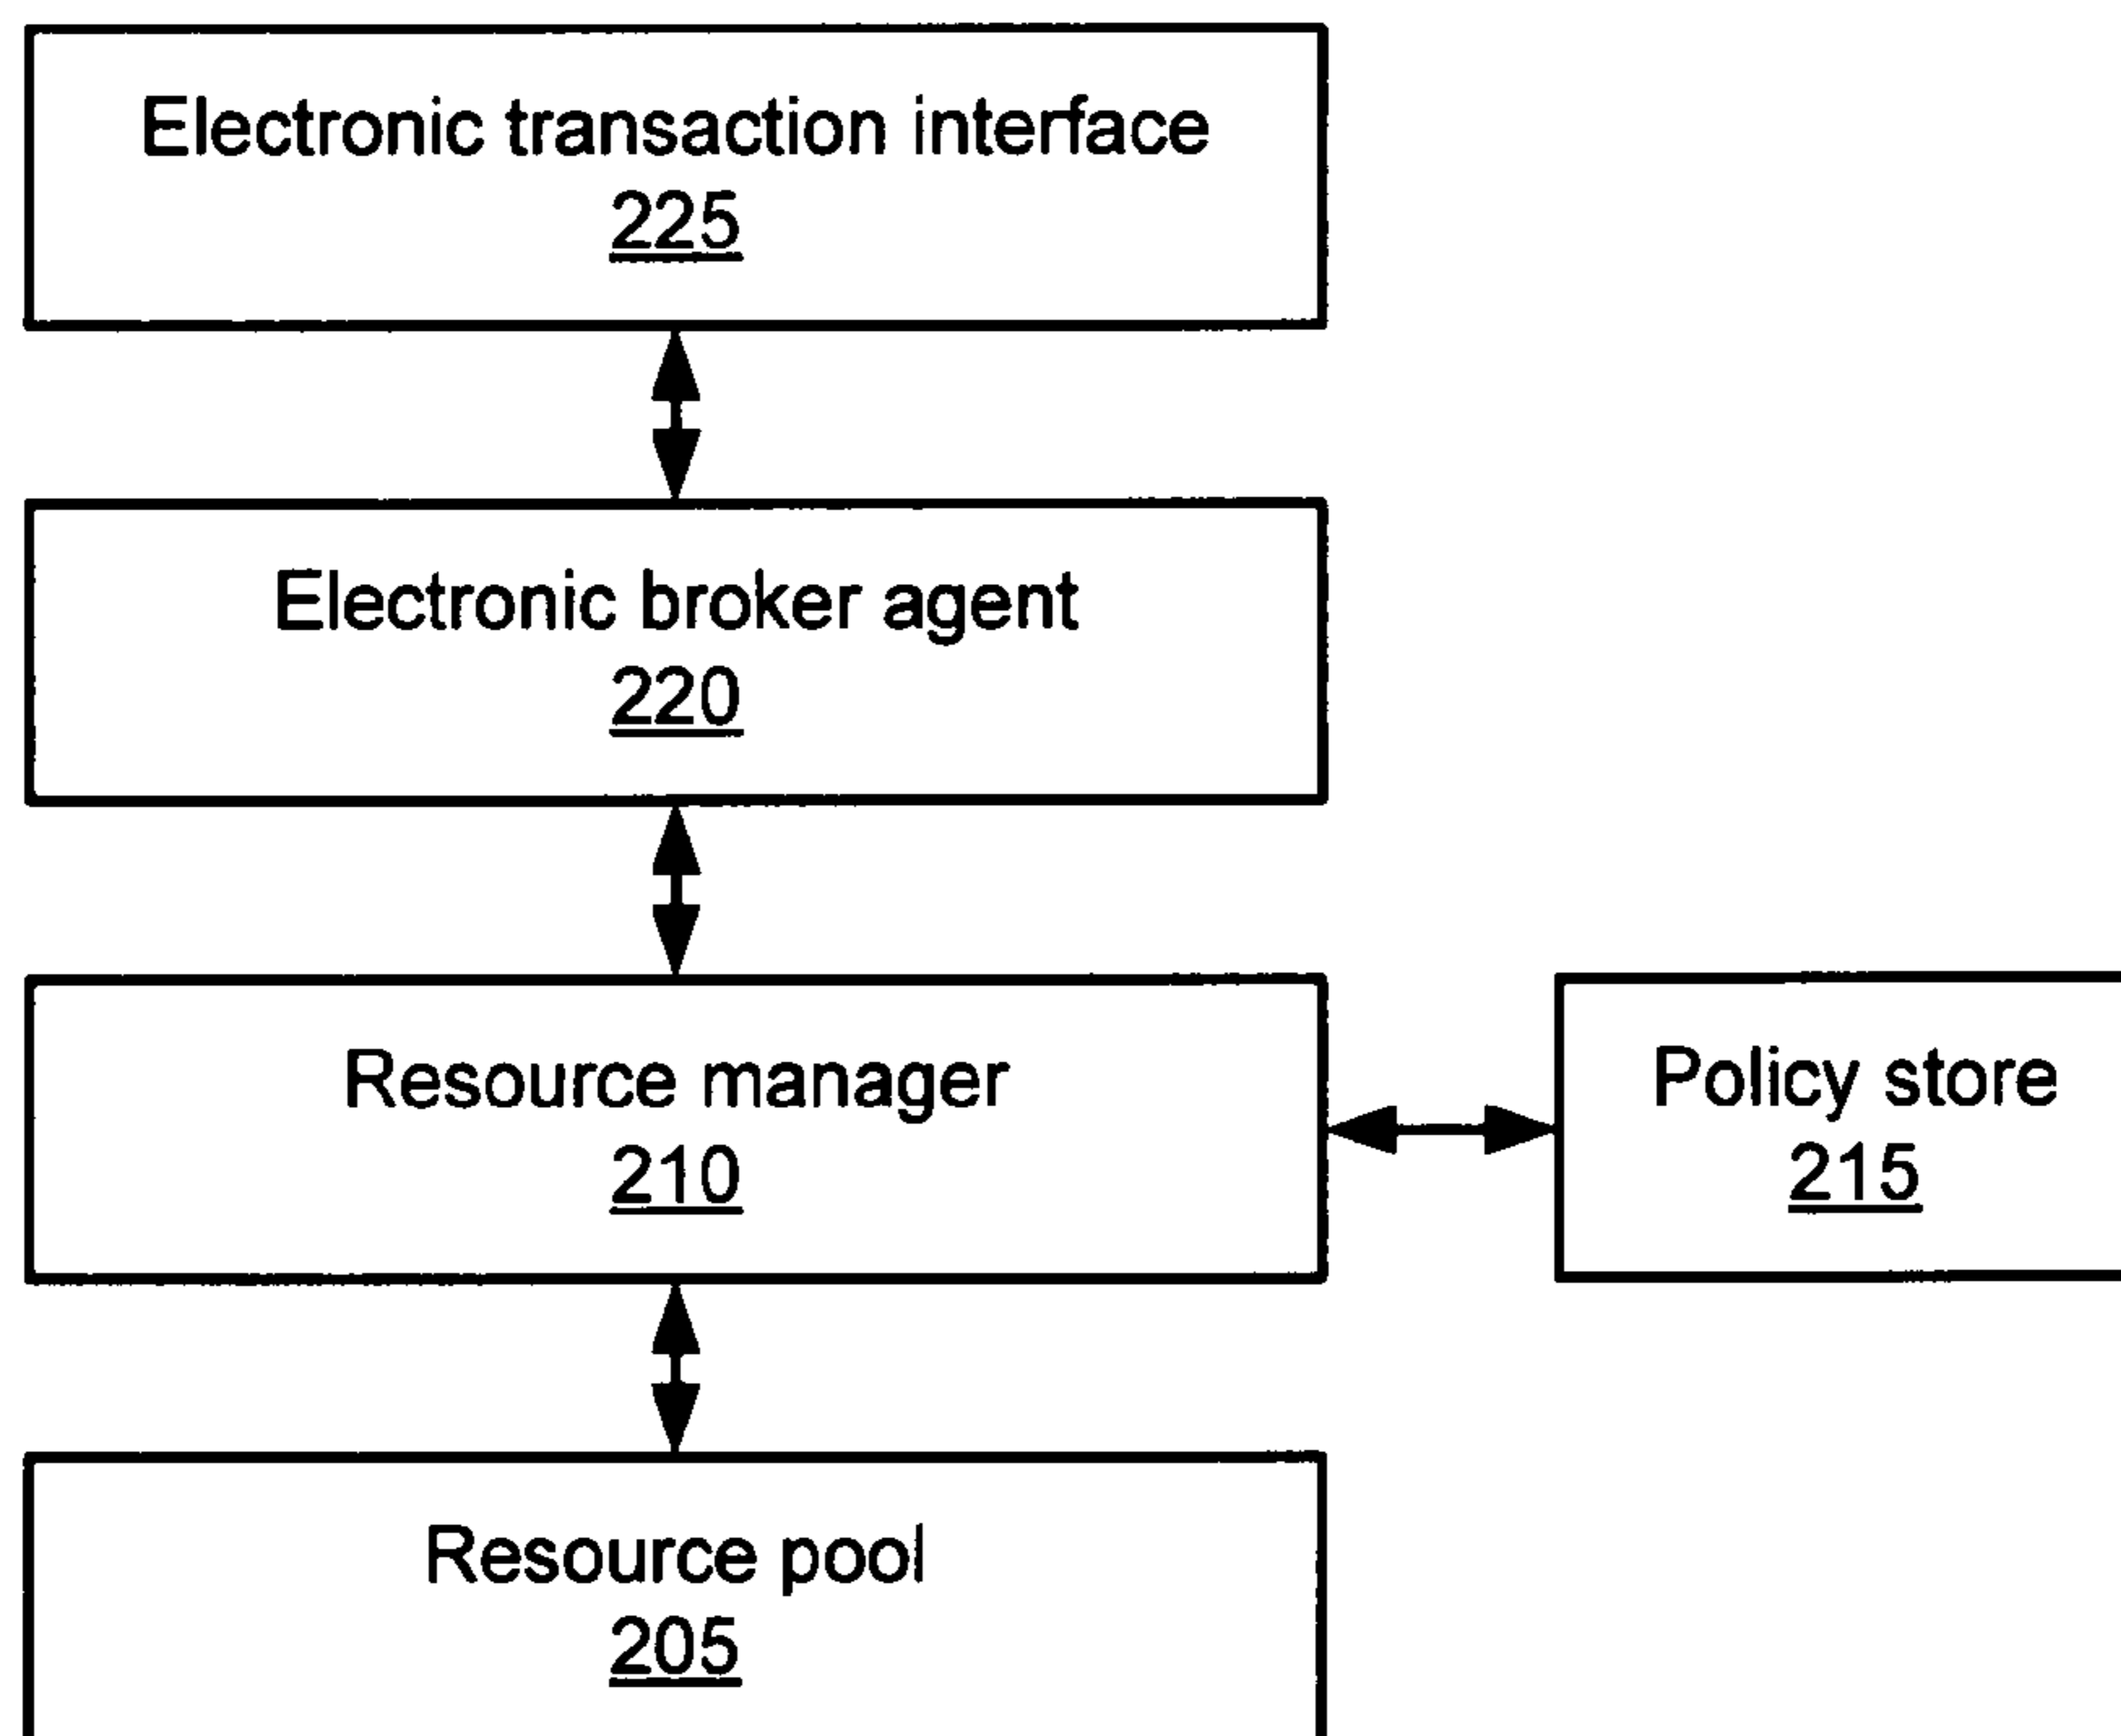 Electronic transaction interface
225
Electronic broker agent
220
Resource manager
210
Policy store
215
Resource pool
205